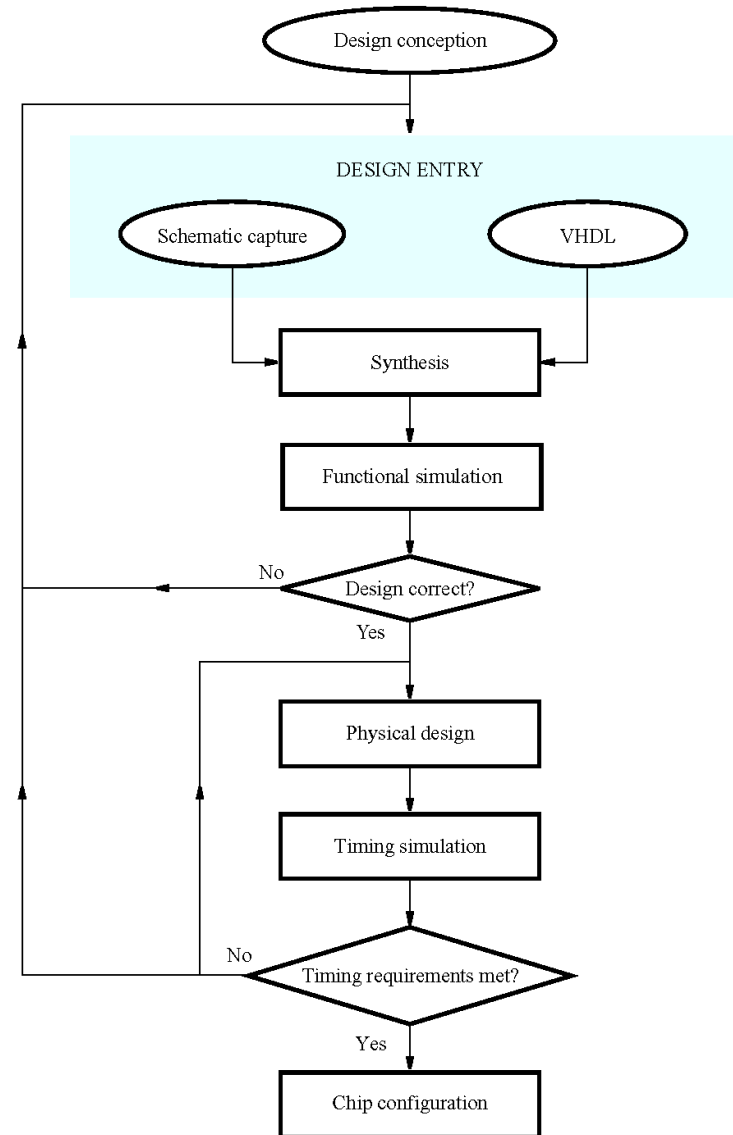 Design conception
DESIGN ENTRY
Schematic capture
VHDL
Synthesis
Functional simulation
No
Design correct?
Yes
Physical design
Timing simulation
No
Timing requirements met?
Yes
Chip configuration